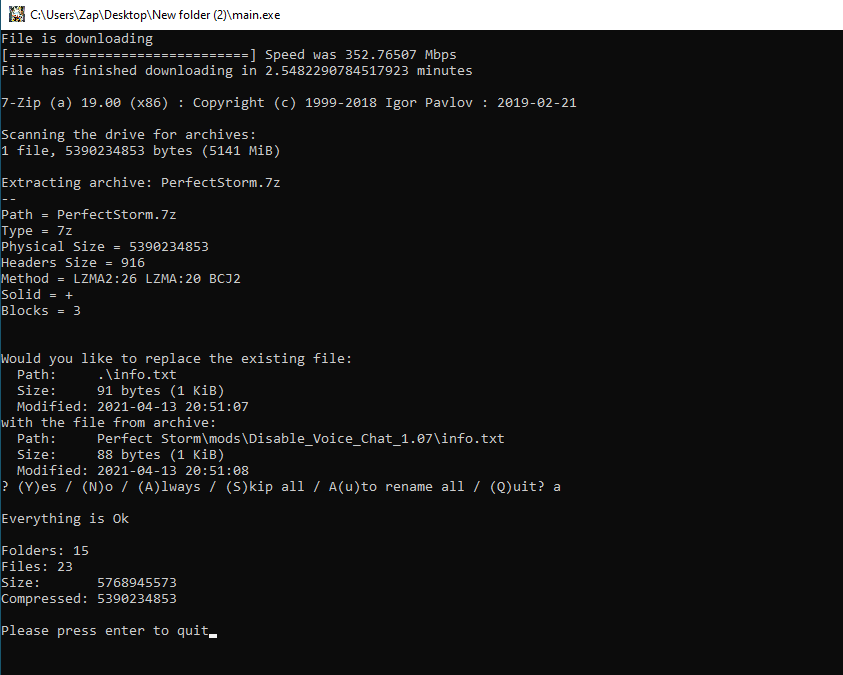 C:\Users\Zap\Desktop\New folder (2)\main.exe
File is downloading
[==============================] Speed was 352.76507 Mbps
File has finished downloading in 2.5482290784517923 minutes
7-Zip (a) 19.00 (x86) : Copyright (c) 1999-2018 Igor Pavlov : 2019-02-21
Scanning the drive for archives:
1 file, 5390234853 bytes (5141 MiB)
Extracting archive: PerfectStorm.7z
--
Path = PerfectStorm.7z
Type = 7z
Physical Size = 5390234853
Headers Size = 916
Method = LZMA2:26 LZMA:20 BCJ2
Solid = +
Blocks = 3
Would you like to replace the existing file:
  Path:     .\info.txt
  Size:     91 bytes (1 KiB)
  Modified: 2021-04-13 20:51:07
with the file from archive:
  Path:     Perfect Storm\mods\Disable_Voice_Chat_1.07\info.txt
  Size:     88 bytes (1 KiB)
  Modified: 2021-04-13 20:51:08
? (Y)es / (N)o / (A)lways / (S)kip all / A(u)to rename all / (Q)uit? a
Everything is Ok
Folders: 15
Files: 23
Size:       5768945573
Compressed: 5390234853
Please press enter to quit